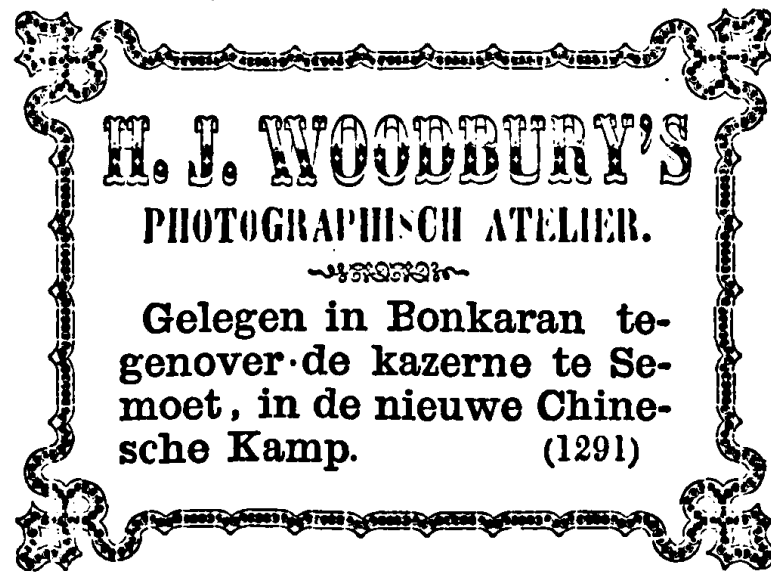 H. J. WOODBURY'S
PHOTOGRAPHISCH ATELIER.
Gelegen in Bonkaran te-
genover de kazerne te Se-
moet, in de nieuwe Chine-
sche Kamp. (1291)